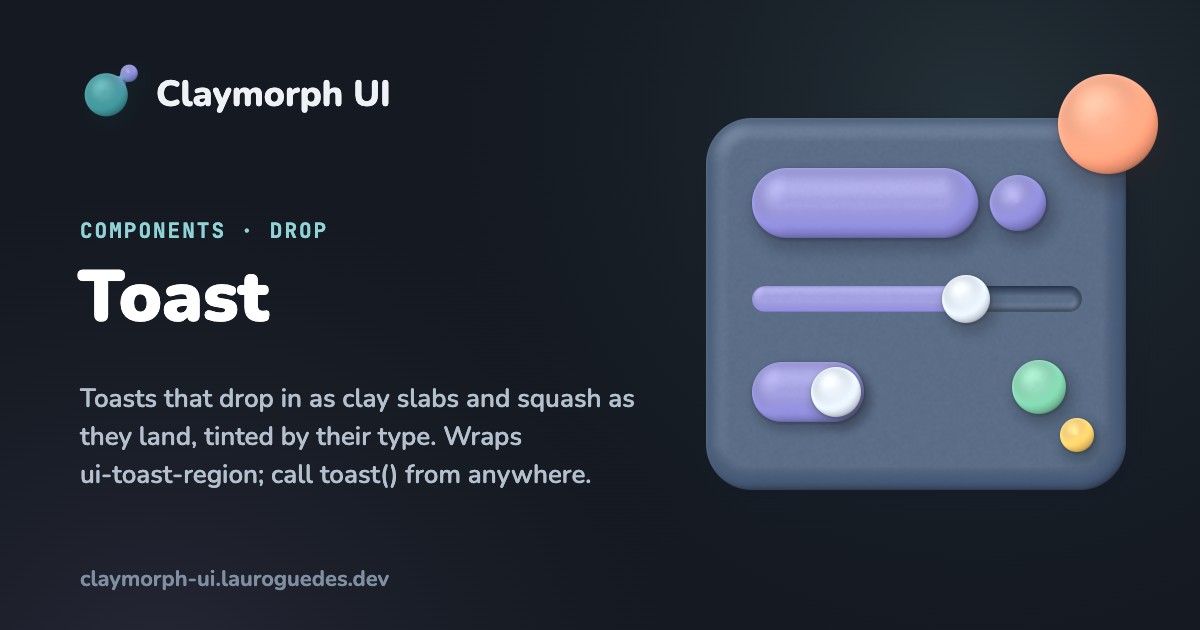 Claymorph UI
COMPONENTS · DROP
Toast
Toasts that drop in as clay slabs and squash as
they land, tinted by their type. Wraps
ui-toast-region; call toast() from anywhere.
claymorph-ui.lauroguedes.dev